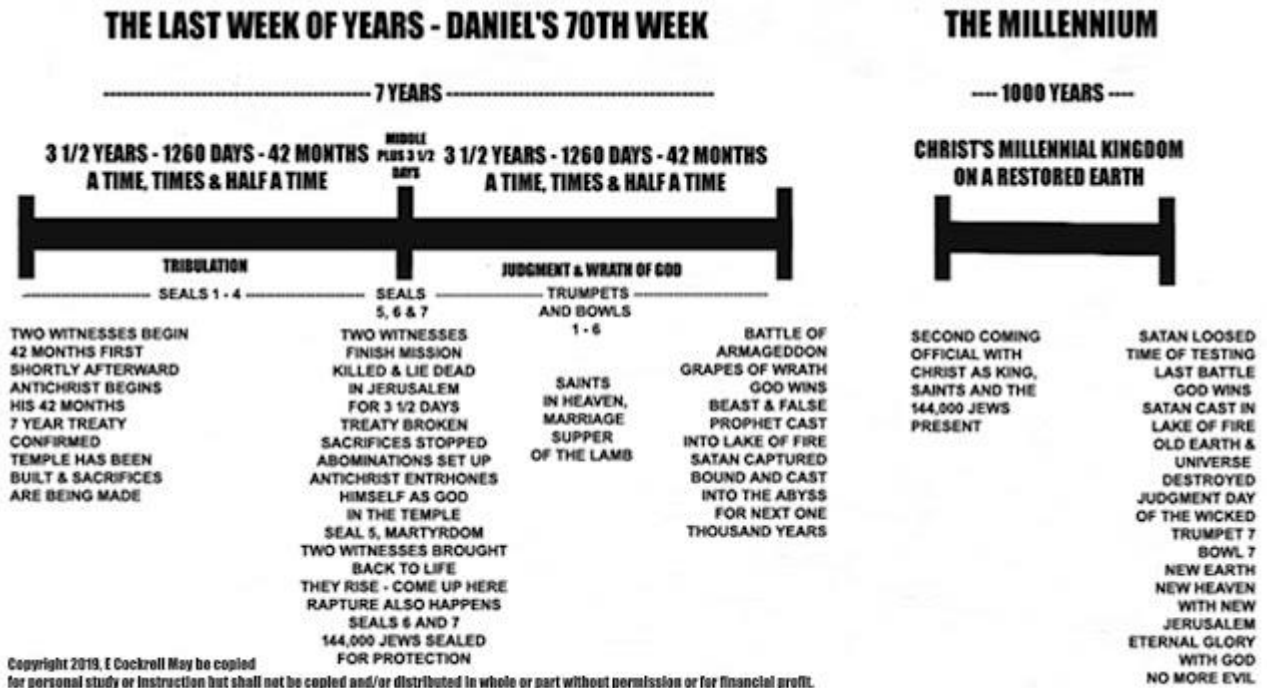 THE LAST WEEK OF YEARS - DANIEL'S 70TH WEEK
7 YEARS
3 1/2 YEARS - 1260 DAYS - 42 MONTHS
A TIME, TIMES & HALF A TIME
MIDDLE
PLUS 3 1/2
DAYS
3 1/2 YEARS - 1260 DAYS - 42 MONTHS
A TIME, TIMES & HALF A TIME
TRIBULATION
JUDGMENT & WRATH OF GOD
SEALS 1 - 4
SEALS
5, 6 & 7
TRUMPETS
AND BOWLS
1 - 6
TWO WITNESSES BEGIN
42 MONTHS FIRST
SHORTLY AFTERWARD
ANTICHRIST BEGINS
HIS 42 MONTHS
7 YEAR TREATY
CONFIRMED
TEMPLE HAS BEEN
BUILT & SACRIFICES
ARE BEING MADE
TWO WITNESSES
FINISH MISSION
KILLED & LIE DEAD
IN JERUSALEM
FOR 3 1/2 DAYS
TREATY BROKEN
SACRIFICES STOPPED
ABOMINATIONS SET UP
ANTICHRIST ENTRHONES
HIMSELF AS GOD
IN THE TEMPLE
SEAL 5, MARTYRDOM
TWO WITNESSES BROUGHT
BACK TO LIFE
THEY RISE - COME UP HERE
RAPTURE ALSO HAPPENS
SEALS 6 AND 7
144,000 JEWS SEALED
FOR PROTECTION
SAINTS
IN HEAVEN,
MARRIAGE
SUPPER
OF THE LAMB
BATTLE OF
ARMAGEDDON
GRAPES OF WRATH
GOD WINS
BEAST & FALSE
PROPHET CAST
INTO LAKE OF FIRE
SATAN CAPTURED
BOUND AND CAST
INTO THE ABYSS
FOR NEXT ONE
THOUSAND YEARS
THE MILLENNIUM
---- 1000 YEARS ----
CHRIST'S MILLENNIAL KINGDOM
ON A RESTORED EARTH
SECOND COMING
OFFICIAL WITH
CHRIST AS KING,
SAINTS AND THE
144,000 JEWS
PRESENT
SATAN LOOSED
TIME OF TESTING
LAST BATTLE
GOD WINS
SATAN CAST IN
LAKE OF FIRE
OLD EARTH &
UNIVERSE
DESTROYED
JUDGMENT DAY
OF THE WICKED
TRUMPET 7
BOWL 7
NEW EARTH
NEW HEAVEN
WITH NEW
JERUSALEM
ETERNAL GLORY
WITH GOD
NO MORE EVIL
Copyright 2019, E Cockrell May be copied
for personal study or instruction but shall not be copied and/or distributed in whole or part without permission or for financial profit.